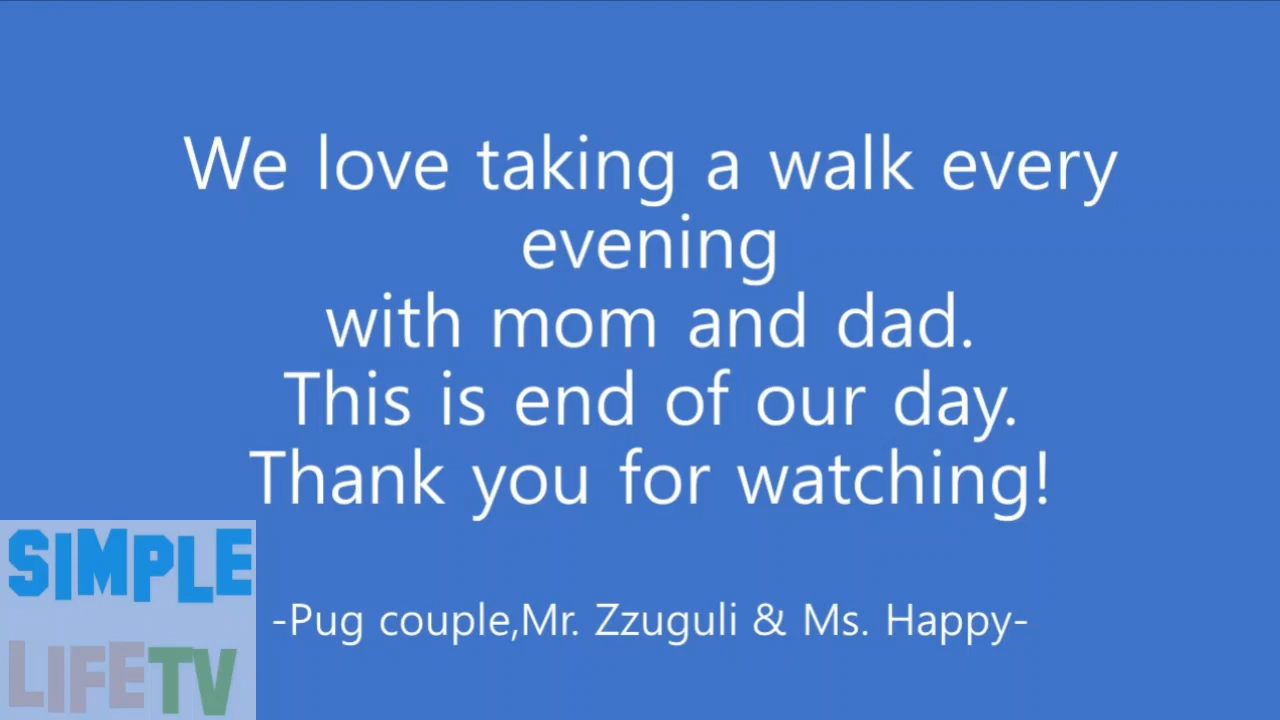 We love taking a walk every
evening
with mom and dad.
This is end of our day.
Thank you for watching!
-Pug couple,Mr. Zzuguli & Ms. Happy-
SIMPLE
LIFETV